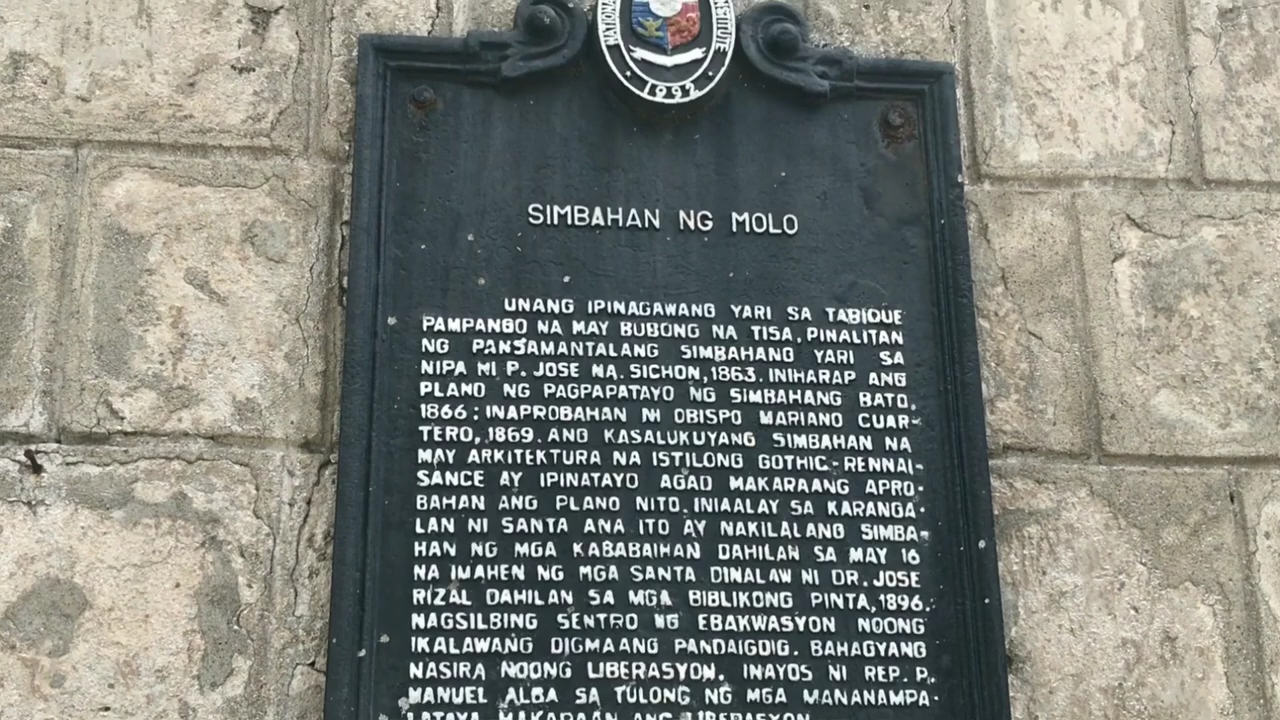 NATIONAL
INSTITUTE
1992
SIMBAHAN NG MOLO
UNANG IPINAGAWANG YARI SA TABIQUE
PAMPANGO NA MAY BUBONG NA TISA, PINALITAN
NG PANSAMANTALANG SIMBAHANG YARI SA
NIPA NI P. JOSE NA. SICHON, 1863. INIHARAP ANG
PLANO NG PAGPAPATAYO NG SIMBAHANG BATO,
1866; INAPROBAHAN NI OBISPO MARIANO CUAR-
TERO, 1869. ANG KASALUKUYANG SIMBAHAN NA
MAY ARKITEKTURA NA ISTILONG GOTHIC-RENNAI-
SANCE AY IPINATAYO AGAD MAKARAANG APRO-
BAHAN ANG PLANO NITO. INIAALAY SA KARANGA-
LAN NI SANTA ANA ITO AY NAKILALANG SIMBA-
HAN NG MGA KABABAIHAN DAHILAN SA MAY 16
NA IMAHEN NG MGA SANTA DINALAW NI DR. JOSE
RIZAL DAHILAN SA MGA BIBLIKONG PINTA, 1896.
NAGSILBING SENTRO NG EBAKWASYON NOONG
IKALAWANG DIGMAANG PANDAIGDIG. BAHAGYANG
NASIRA NOONG LIBERASYON. INAYOS NI REP. P.
MANUEL ALBA SA TULONG NG MGA MANANAMPA-
LATAYA MAKARAAN ANG LIBERASYON.